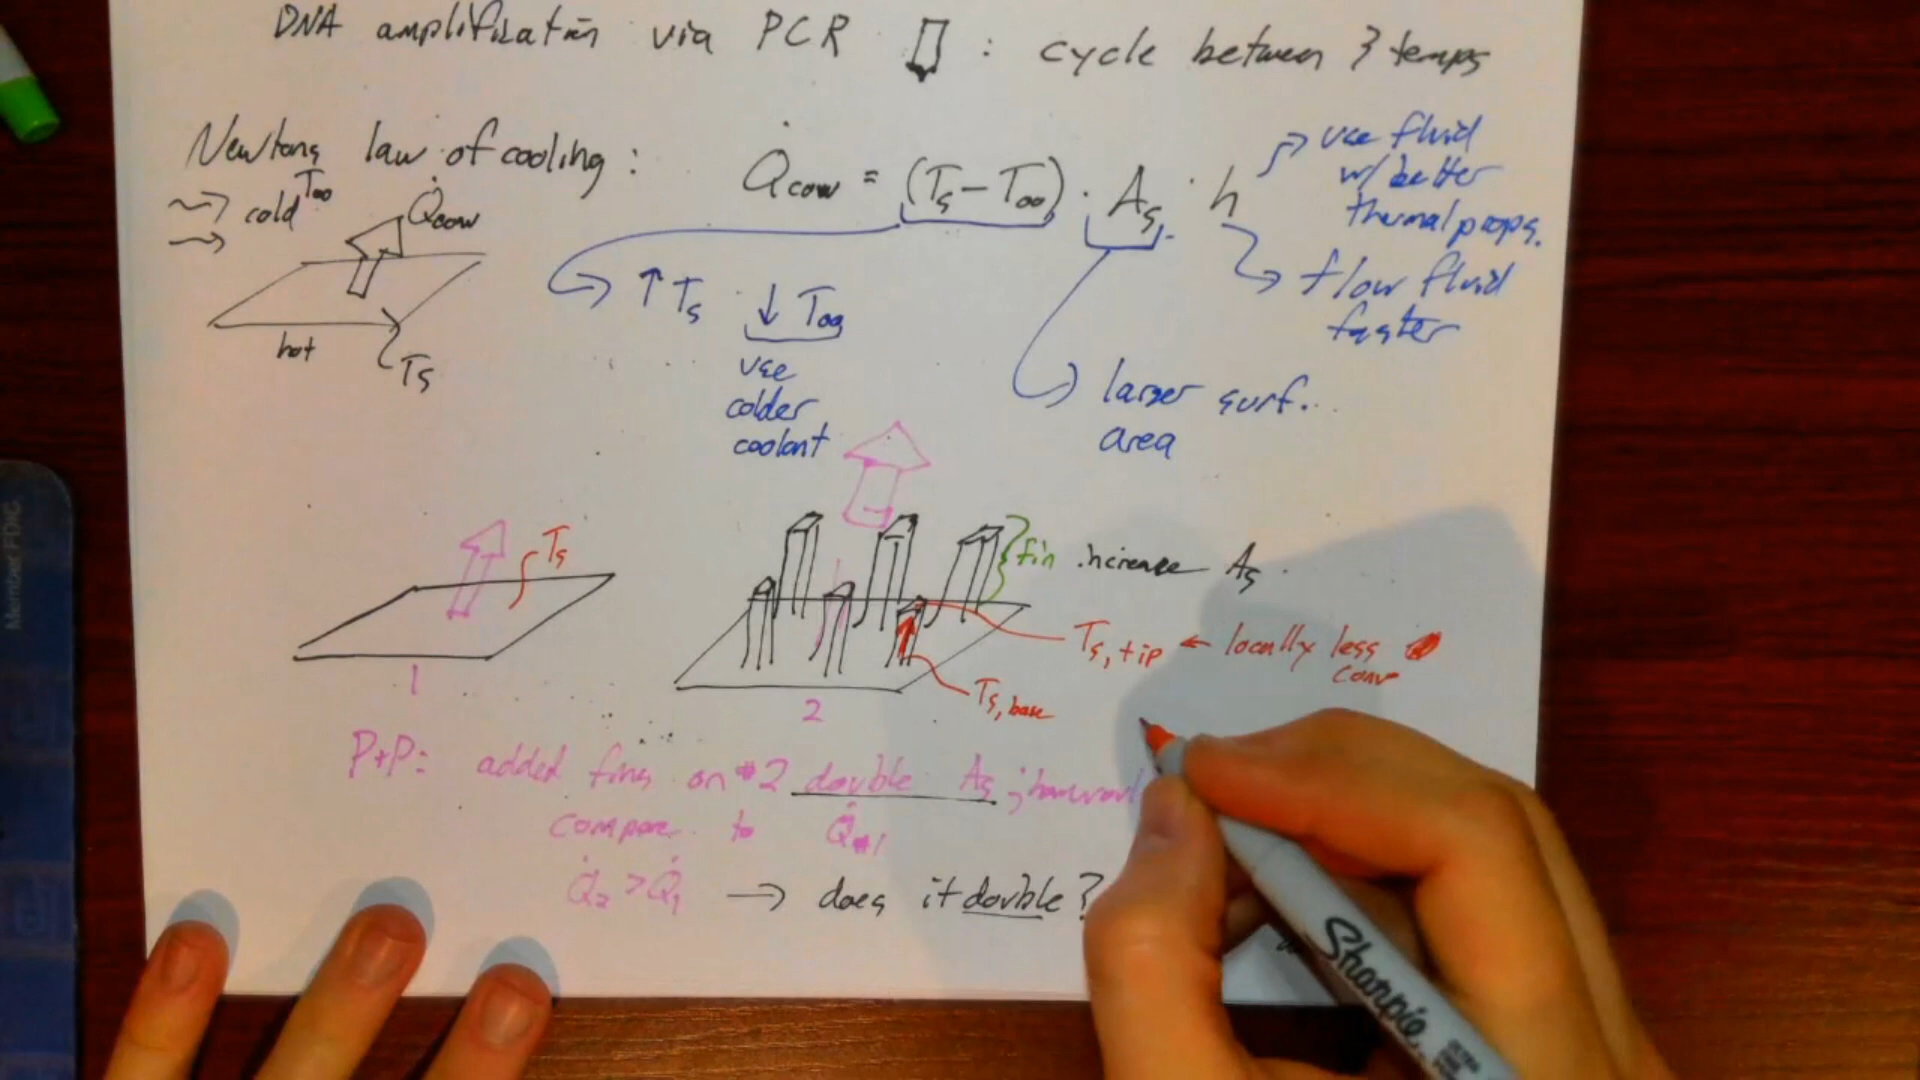 DNA amplification via PCR : cycle between 3 temps
Newtons law of cooling :
Q̇conv = (Ts − T∞) · As · h
use fluid
w/ better
thermal props.
flow fluid
faster
cold T∞
Q̇conv
hot
Ts
↑ Ts ↓ T∞
use
colder
coolant
larger surf.
area
Ts
1
fin increase As
Ts, tip ← locally less
conv
Ts, base
2
P+P: added fins on #2 double As ;
compare to Q̇#1
Q̇2 > Q̇1 → does it double?
Member FDIC
Sharpie